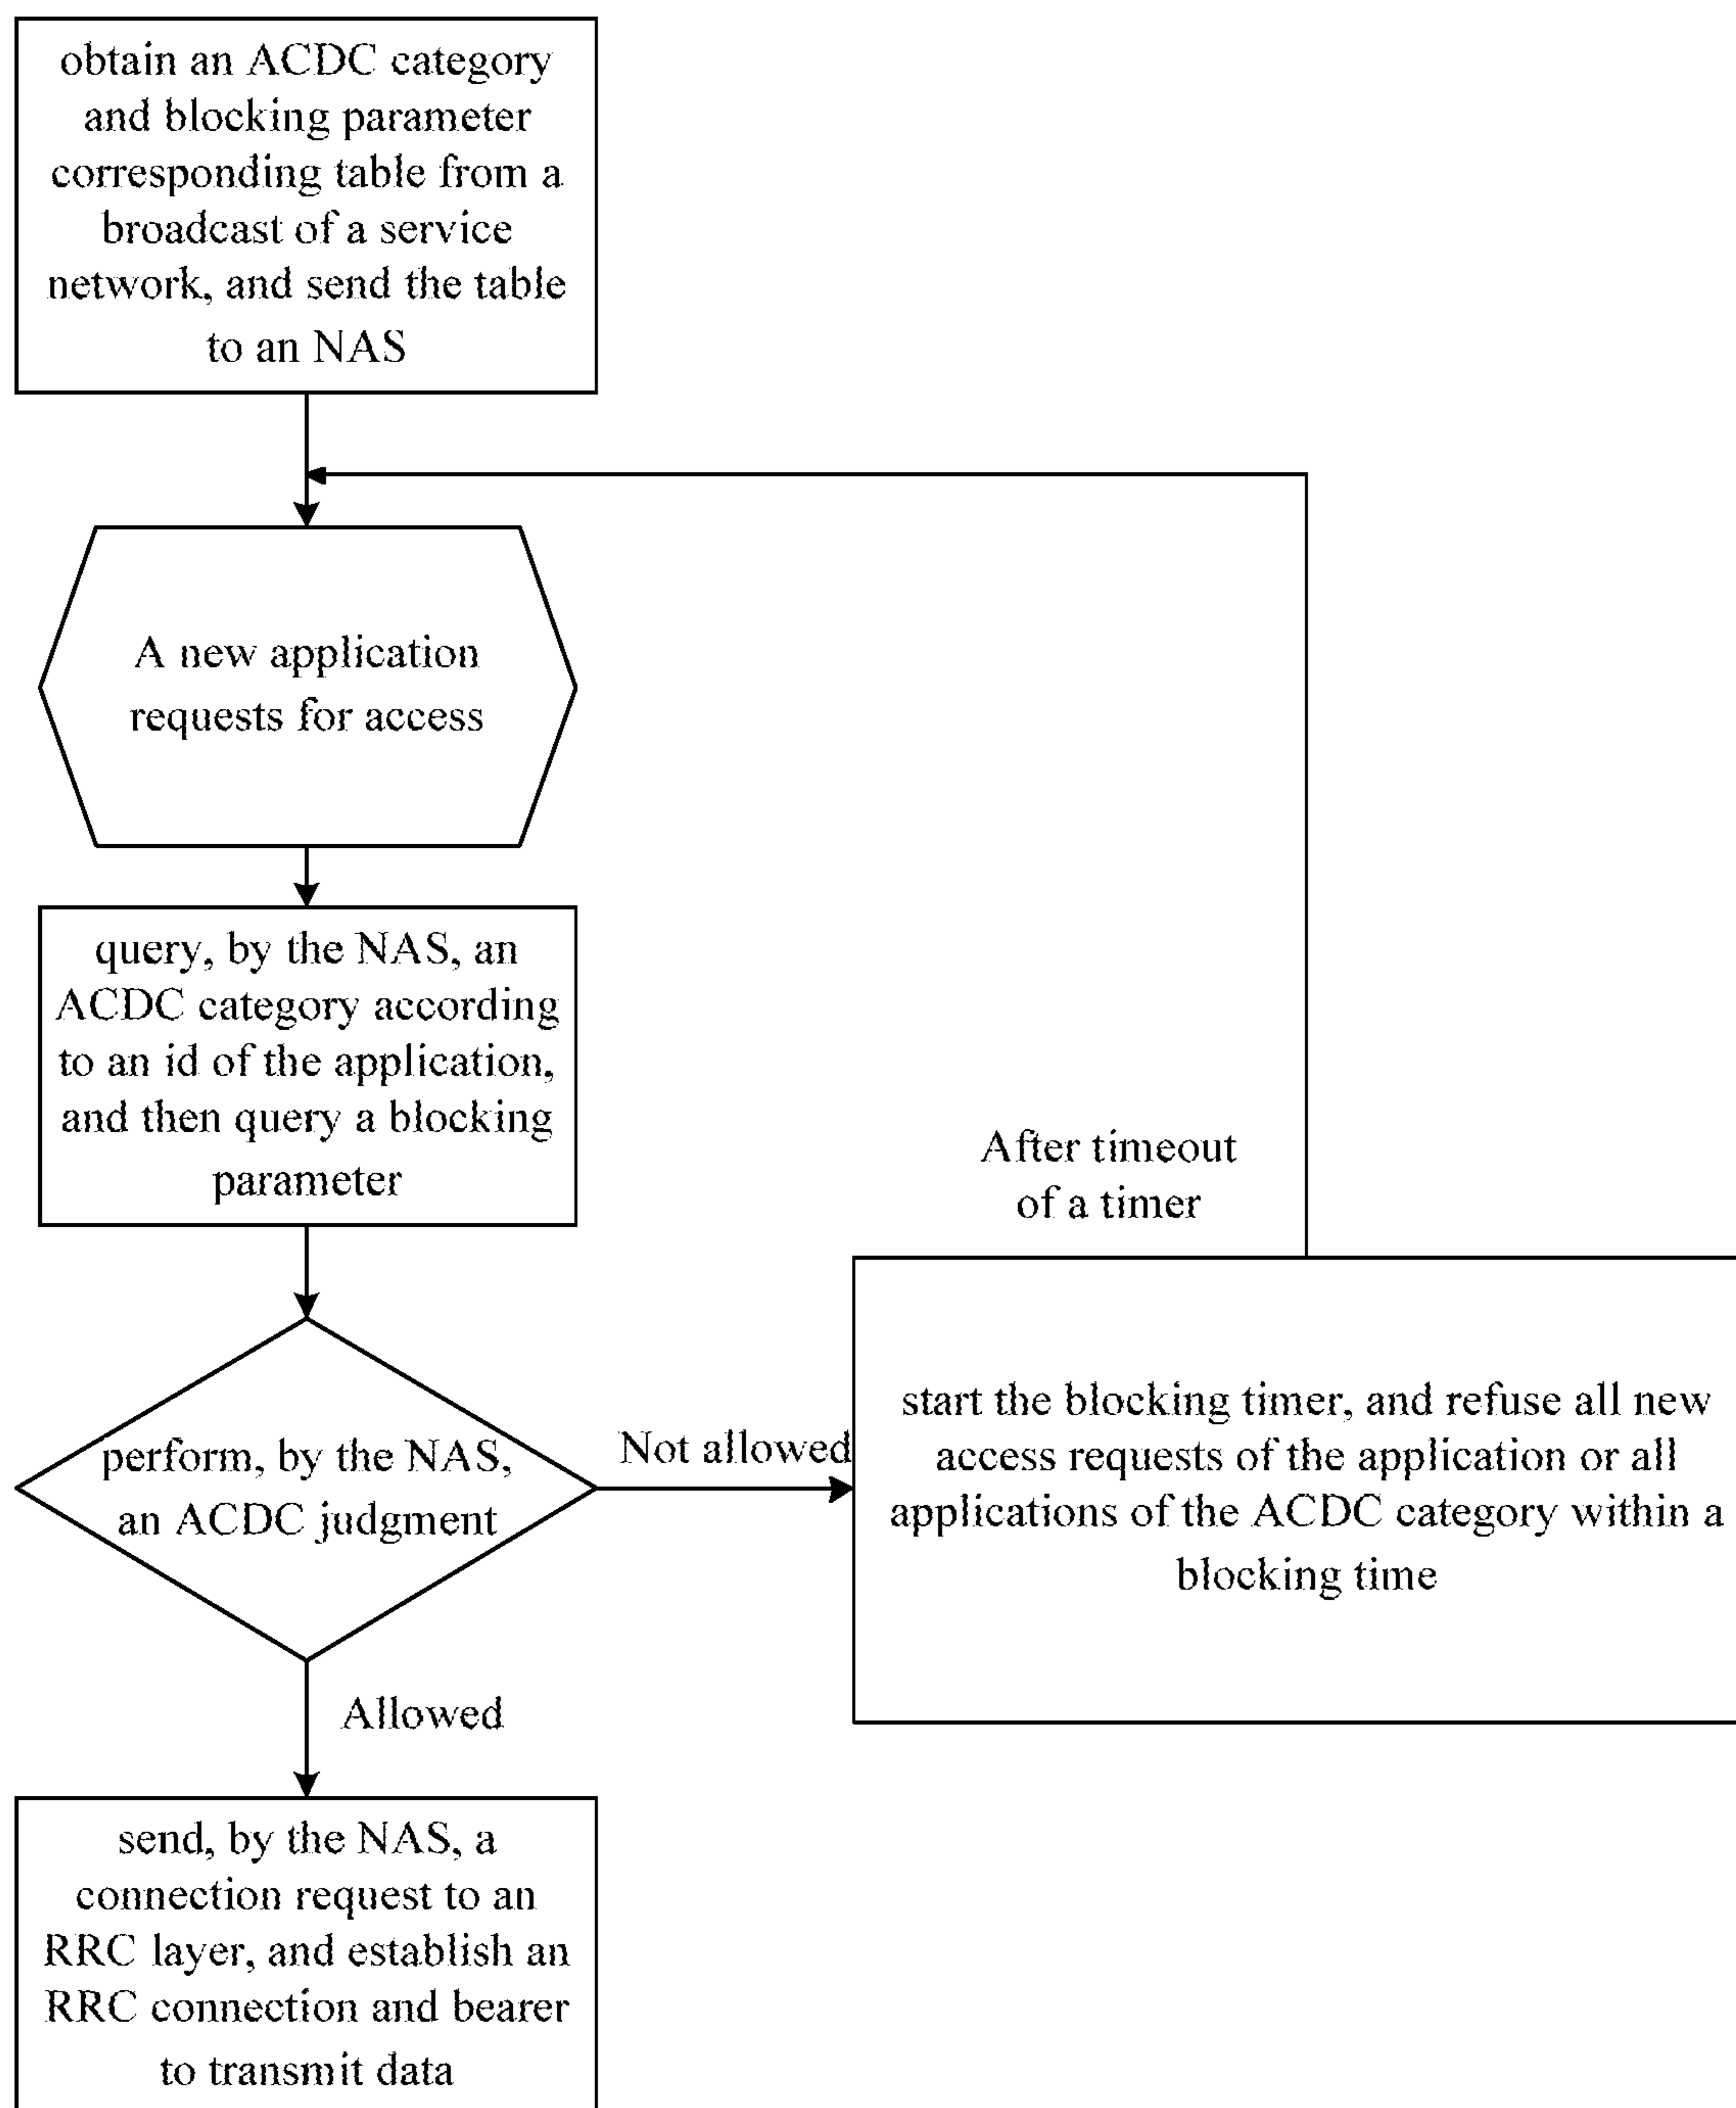 obtain an ACDC category
and blocking parameter
corresponding table from a
broadcast of a service
network, and send the table
to an NAS
A new application
requests for access
query, by the NAS, an
ACDC category according
to an id of the application,
and then query a blocking
parameter
After timeout
of a timer
perform, by the NAS,
an ACDC judgment
Not allowed
start the blocking timer, and refuse all new
access requests of the application or all
applications of the ACDC category within a
blocking time
Allowed
send, by the NAS, a
connection request to an
RRC layer, and establish an
RRC connection and bearer
to transmit data